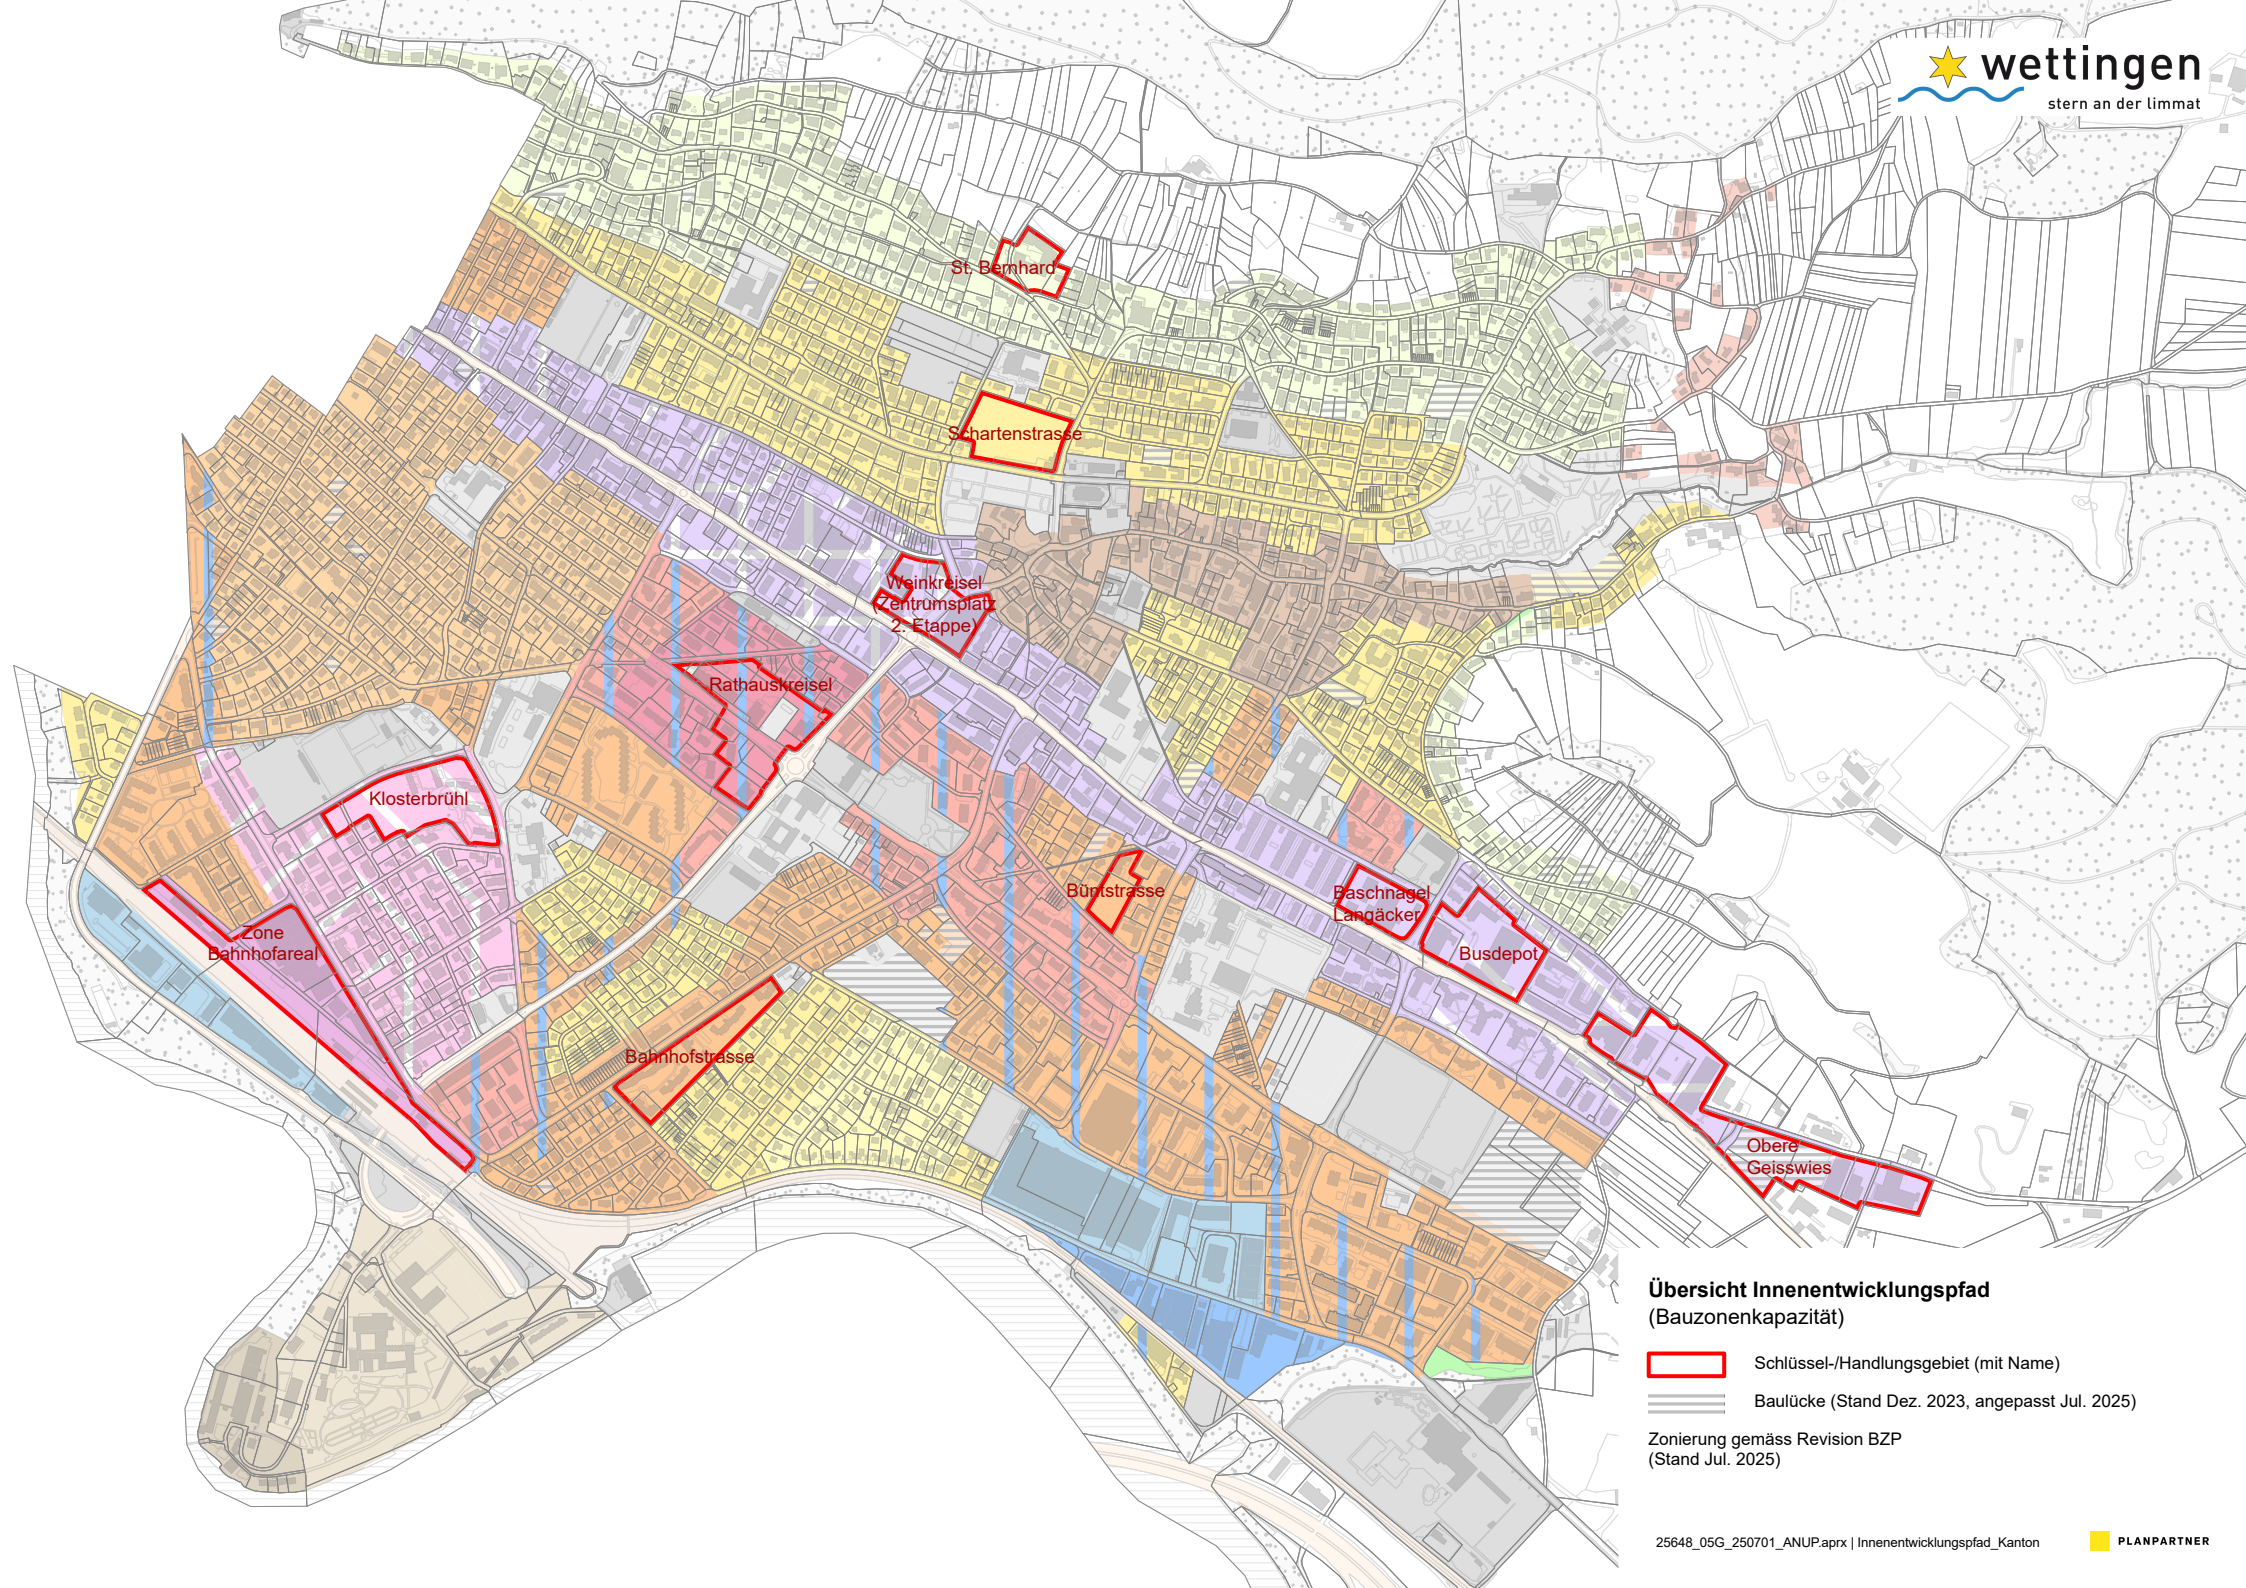 wettingen
stern an der limmat
St. Bernhard
Schartenstrasse
Weinkreisel
(Zentrumsplatz
2. Etappe)
Rathauskreisel
Klosterbrühl
Büntstrasse
Baschnagel
Langäcker
Zone
Bahnhofareal
Busdepot
Bahnhofstrasse
Obere
Geisswies
Übersicht Innenentwicklungspfad
(Bauzonenkapazität)
Schlüssel-/Handlungsgebiet (mit Name)
Baulücke (Stand Dez. 2023, angepasst Jul. 2025)
Zonierung gemäss Revision BZP
(Stand Jul. 2025)
25648_05G_250701_ANUP.aprx | Innenentwicklungspfad_Kanton
PLANPARTNER